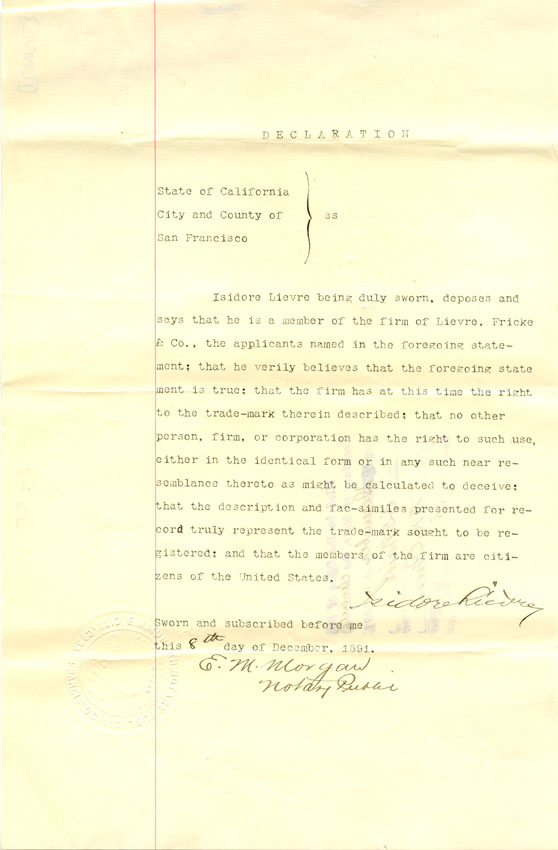 DECLARATION
State of California
City and County of } ss
San Francisco
Isidore Lievre being duly sworn, deposes and
says that he is a member of the firm of Lievre, Fricke
& Co., the applicants named in the foregoing state-
ment; that he verily believes that the foregoing state
ment is true; that the firm has at this time the right
to the trade-mark therein described; that no other
person, firm, or corporation has the right to such use,
either in the identical form or in any such near re-
semblance thereto as might be calculated to deceive;
that the description and fac-similes presented for re-
cord truly represent the trade-mark sought to be re-
gistered; and that the members of the firm are citi-
zens of the United States.
Isidore Lièvre
Sworn and subscribed before me
this 8th day of December, 1891.
E. M. Morgan
Notary Public